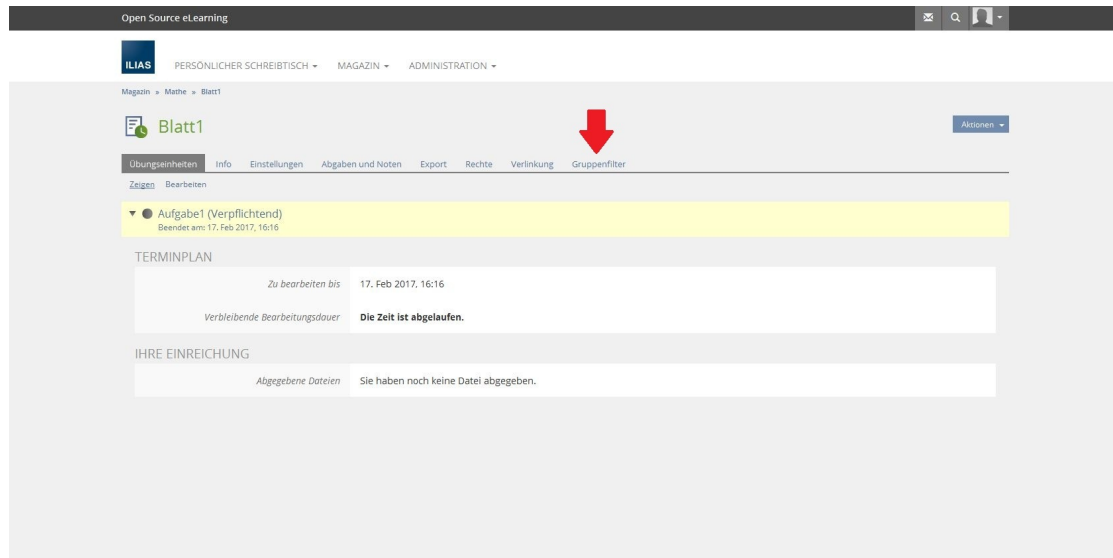 Open Source eLearning
ILIAS PERSÖNLICHER SCHREIBTISCH MAGAZIN ADMINISTRATION
Magazin » Mathe » Blatt1
Blatt1
Aktionen
Übungseinheiten Info Einstellungen Abgaben und Noten Export Rechte Verlinkung Gruppenfilter
Zeigen Bearbeiten
Aufgabe1 (Verpflichtend)
Beendet am: 17. Feb 2017, 16:16
TERMINPLAN
Zu bearbeiten bis 17. Feb 2017, 16:16
Verbleibende Bearbeitungsdauer Die Zeit ist abgelaufen.
IHRE EINREICHUNG
Abgegebene Dateien Sie haben noch keine Datei abgegeben.